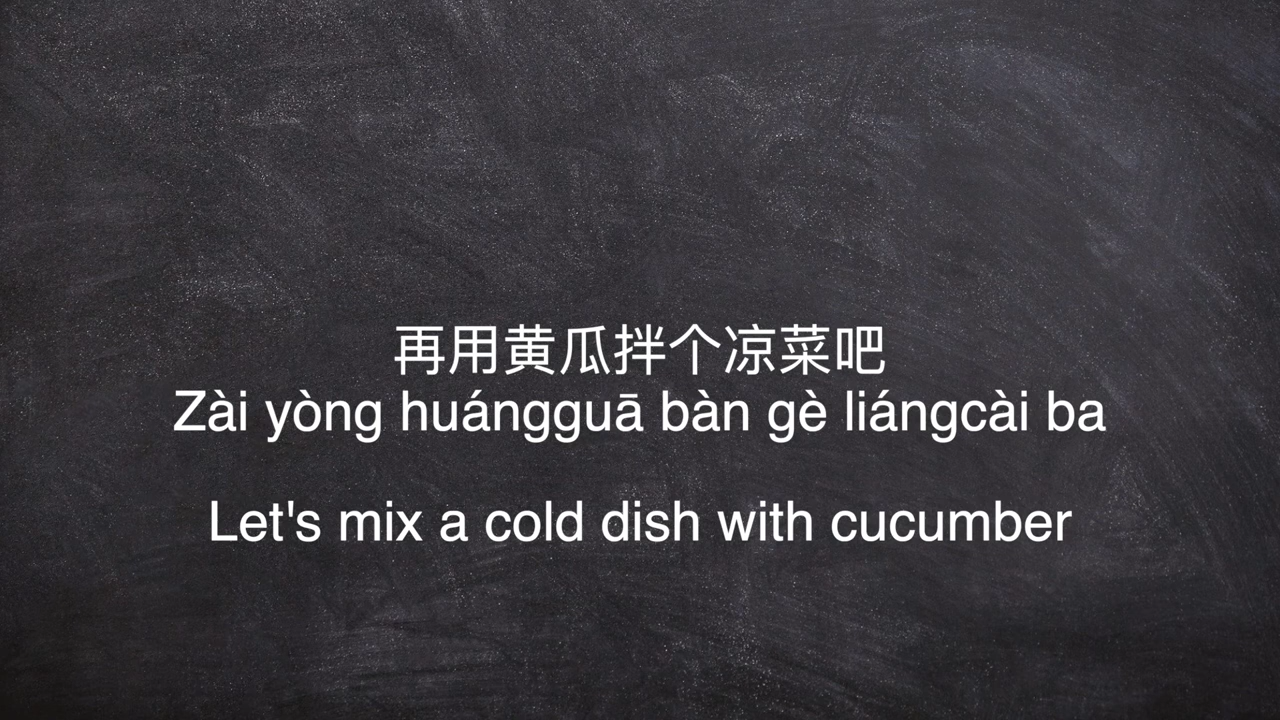 再用黄瓜拌个凉菜吧
Zài yòng huángguā bàn gè liángcài ba
Let's mix a cold dish with cucumber